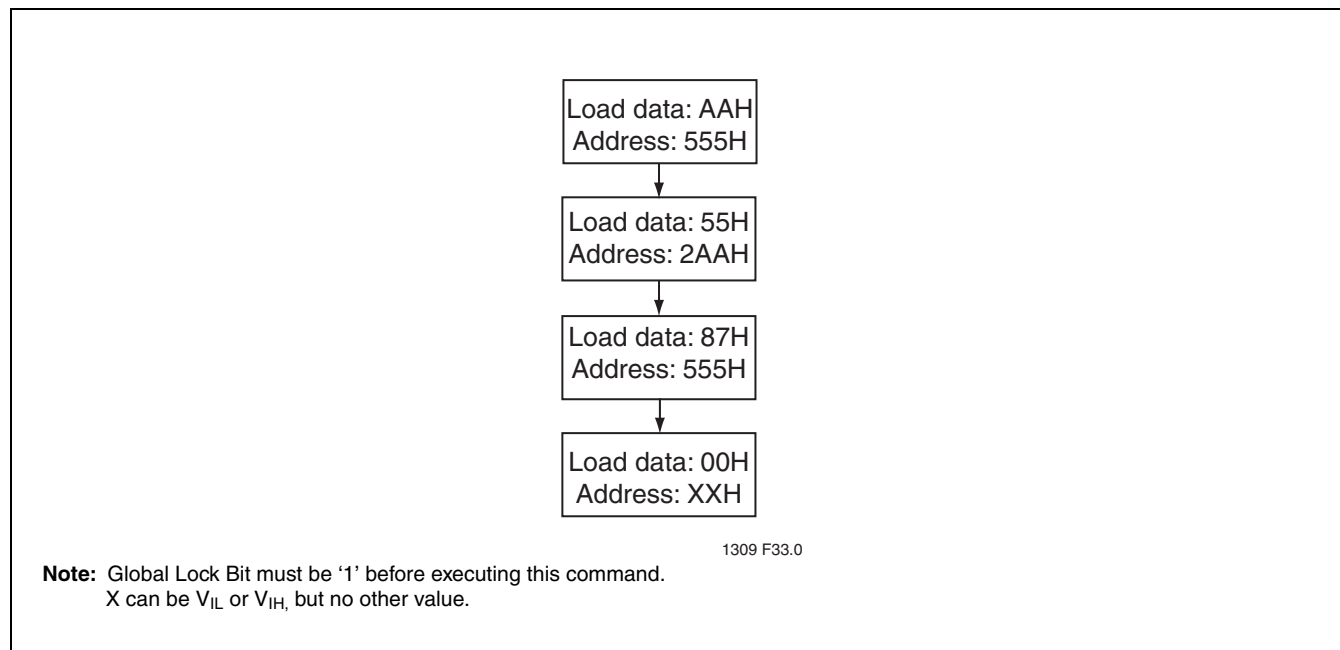 Load data: AAH
Address: 555H
Load data: 55H
Address: 2AAH
Load data: 87H
Address: 555H
Load data: 00H
Address: XXH
1309 F33.0
Note: Global Lock Bit must be ‘1’ before executing this command.
X can be VIL or VIH, but no other value.